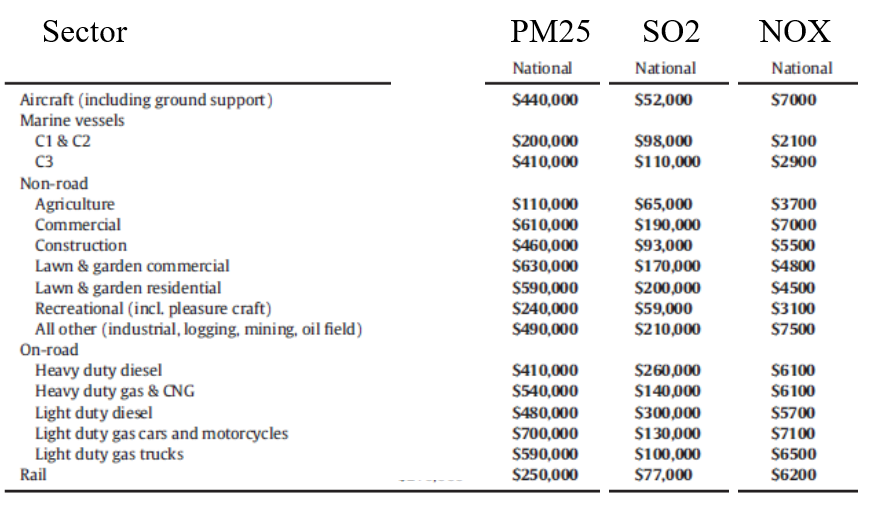 Sector PM25 SO2 NOX
National National National
Aircraft (including ground support) $440,000 $52,000 $7000
Marine vessels
C1 & C2 $200,000 $98,000 $2100
C3 $410,000 $110,000 $2900
Non-road
Agriculture $110,000 $65,000 $3700
Commercial $610,000 $190,000 $7000
Construction $460,000 $93,000 $5500
Lawn & garden commercial $630,000 $170,000 $4800
Lawn & garden residential $590,000 $200,000 $4500
Recreational (incl. pleasure craft) $240,000 $59,000 $3100
All other (industrial, logging, mining, oil field) $490,000 $210,000 $7500
On-road
Heavy duty diesel $410,000 $260,000 $6100
Heavy duty gas & CNG $540,000 $140,000 $6100
Light duty diesel $480,000 $300,000 $5700
Light duty gas cars and motorcycles $700,000 $130,000 $7100
Light duty gas trucks $590,000 $100,000 $6500
Rail $250,000 $77,000 $6200